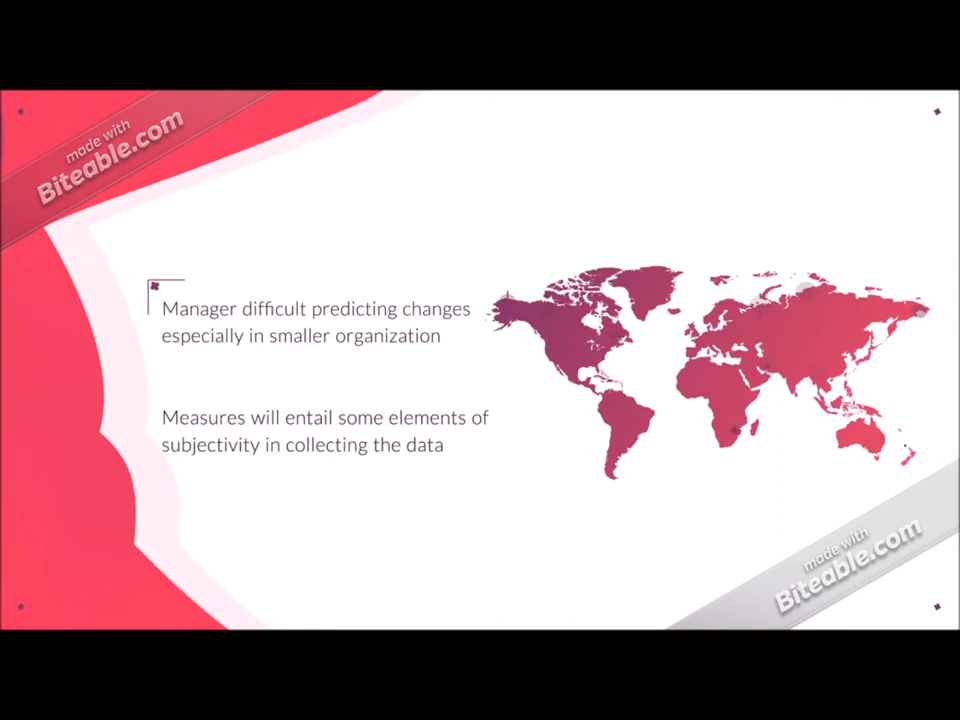 made with
Biteable.com
Manager difficult predicting changes
especially in smaller organization
Measures will entail some elements of
subjectivity in collecting the data
made with
Biteable.com